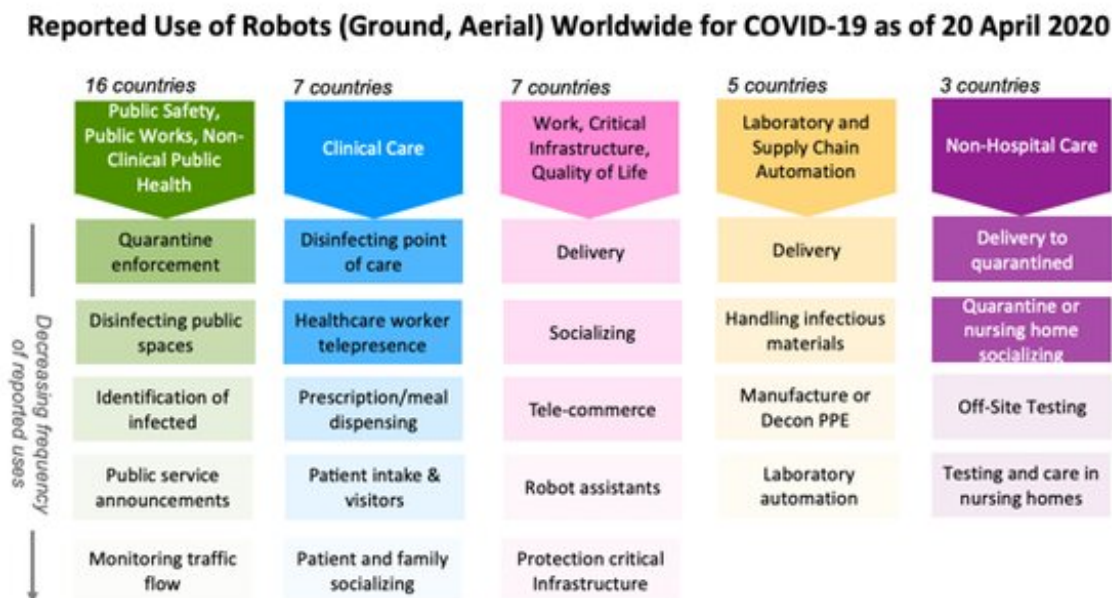 Reported Use of Robots (Ground, Aerial) Worldwide for COVID-19 as of 20 April 2020
16 countries
Public Safety,
Public Works, Non-
Clinical Public
Health
Quarantine
enforcement
Disinfecting public
spaces
Identification of
infected
Public service
announcements
Monitoring traffic
flow
7 countries
Clinical Care
Disinfecting point
of care
Healthcare worker
telepresence
Prescription/meal
dispensing
Patient intake &
visitors
Patient and family
socializing
7 countries
Work, Critical
Infrastructure,
Quality of Life
Delivery
Socializing
Tele-commerce
Robot assistants
Protection critical
Infrastructure
5 countries
Laboratory and
Supply Chain
Automation
Delivery
Handling infectious
materials
Manufacture or
Decon PPE
Laboratory
automation
3 countries
Non-Hospital Care
Delivery to
quarantined
Quarantine or
nursing home
socializing
Off-Site Testing
Testing and care in
nursing homes
Decreasing frequency
of reported uses